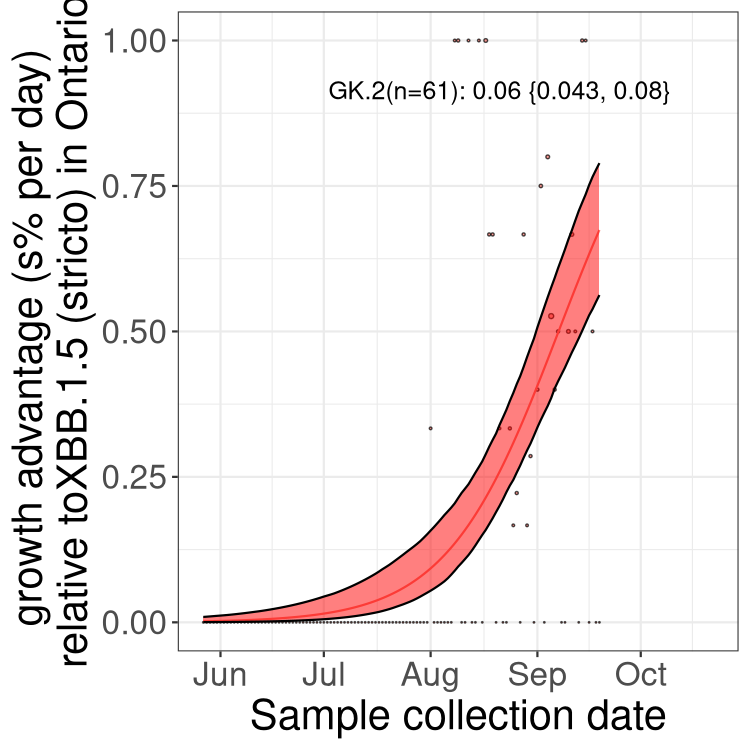 growth advantage (s% per day)
relative toXBB.1.5 (stricto) in Ontario
1.00
0.75
0.50
0.25
0.00
GK.2(n=61): 0.06 {0.043, 0.08}
Jun Jul Aug Sep Oct
Sample collection date